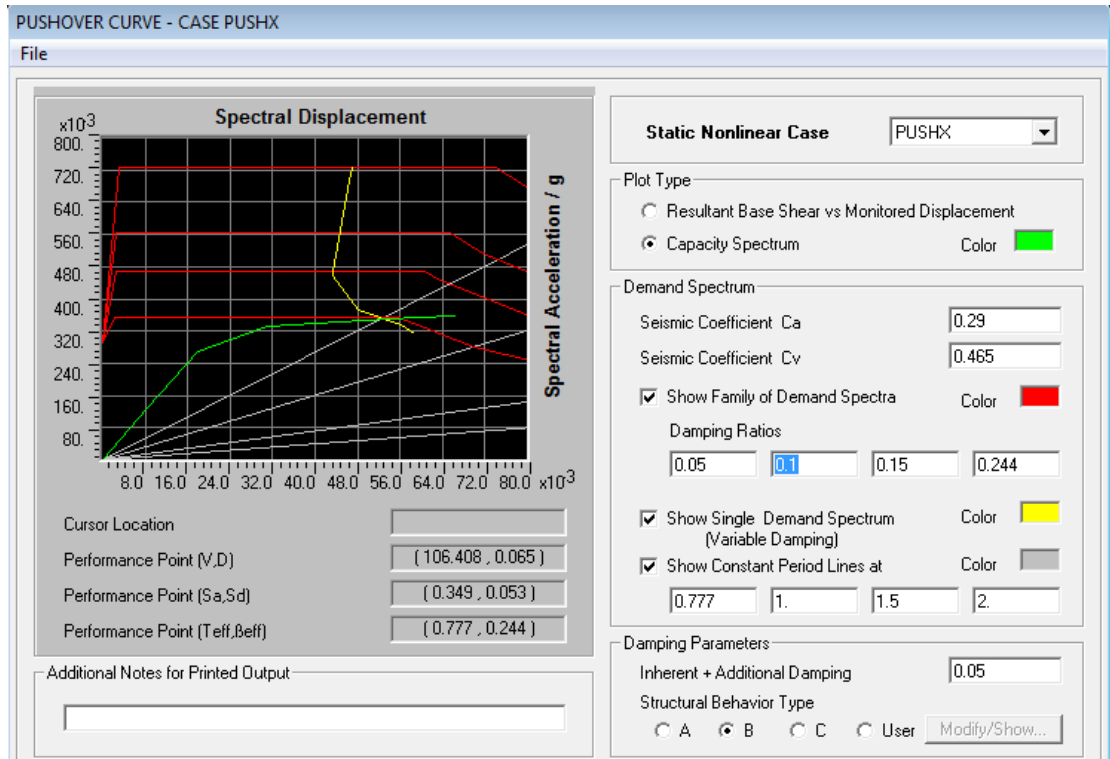 PUSHOVER CURVE - CASE PUSHX
File
Spectral Displacement
x10-3
800.
720.
640.
560.
480.
400.
320.
240.
160.
80.
Spectral Acceleration / g
8.0 16.0 24.0 32.0 40.0 48.0 56.0 64.0 72.0 80.0 x10-3
Cursor Location
Performance Point (V,D) ( 106.408 , 0.065 )
Performance Point (Sa,Sd) ( 0.349 , 0.053 )
Performance Point (Teff,ßeff) ( 0.777 , 0.244 )
Additional Notes for Printed Output
Static Nonlinear Case PUSHX
Plot Type
Resultant Base Shear vs Monitored Displacement
Capacity Spectrum Color
Demand Spectrum
Seismic Coefficient Ca 0.29
Seismic Coefficient Cv 0.465
Show Family of Demand Spectra Color
Damping Ratios
0.05 0.1 0.15 0.244
Show Single Demand Spectrum Color
(Variable Damping)
Show Constant Period Lines at Color
0.777 1. 1.5 2.
Damping Parameters
Inherent + Additional Damping 0.05
Structural Behavior Type
A B C User Modify/Show...